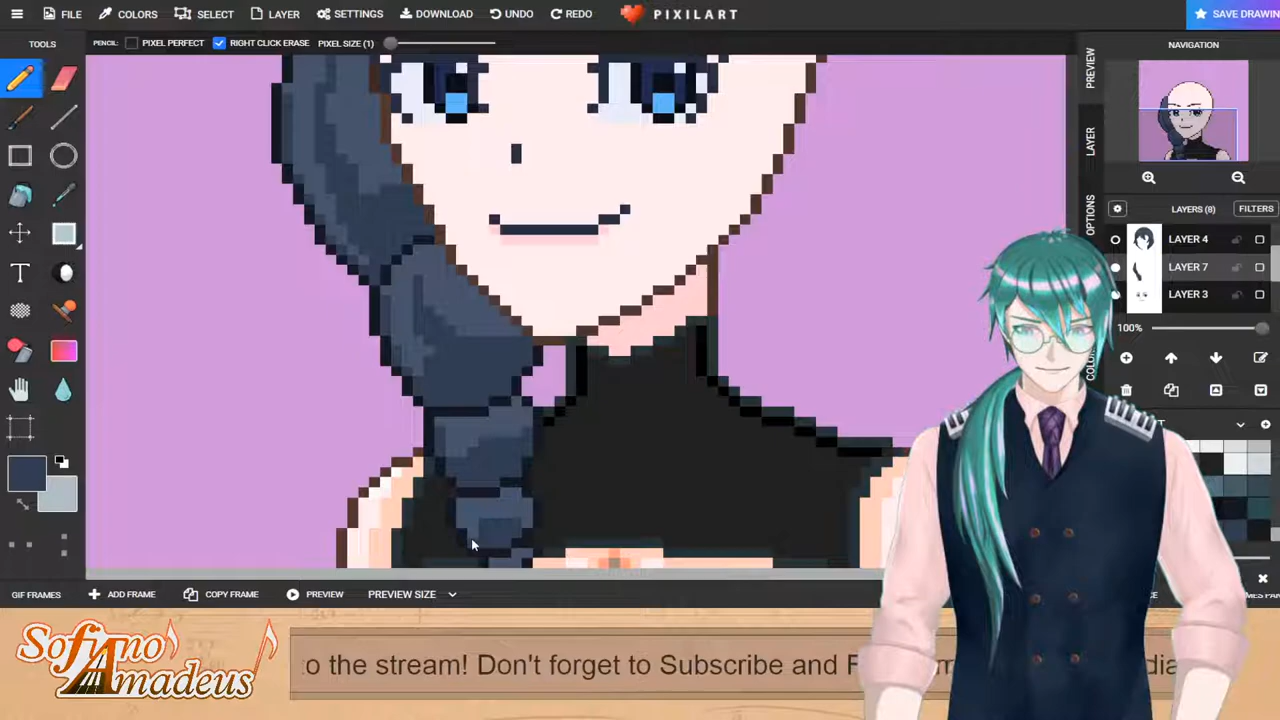 FILE COLORS SELECT LAYER SETTINGS DOWNLOAD UNDO REDO PIXILART SAVE DRAWIN
TOOLS PENCIL: PIXEL PERFECT RIGHT CLICK ERASE PIXEL SIZE (1) NAVIGATION
PREVIEW
LAYER
OPTIONS
LAYERS (8) FILTERS
LAYER 4
LAYER 7
LAYER 3
100%
GIF FRAMES ADD FRAME COPY FRAME PREVIEW PREVIEW SIZE
Sofiano
Amadeus
o the stream! Don't forget to Subscribe and F
dia